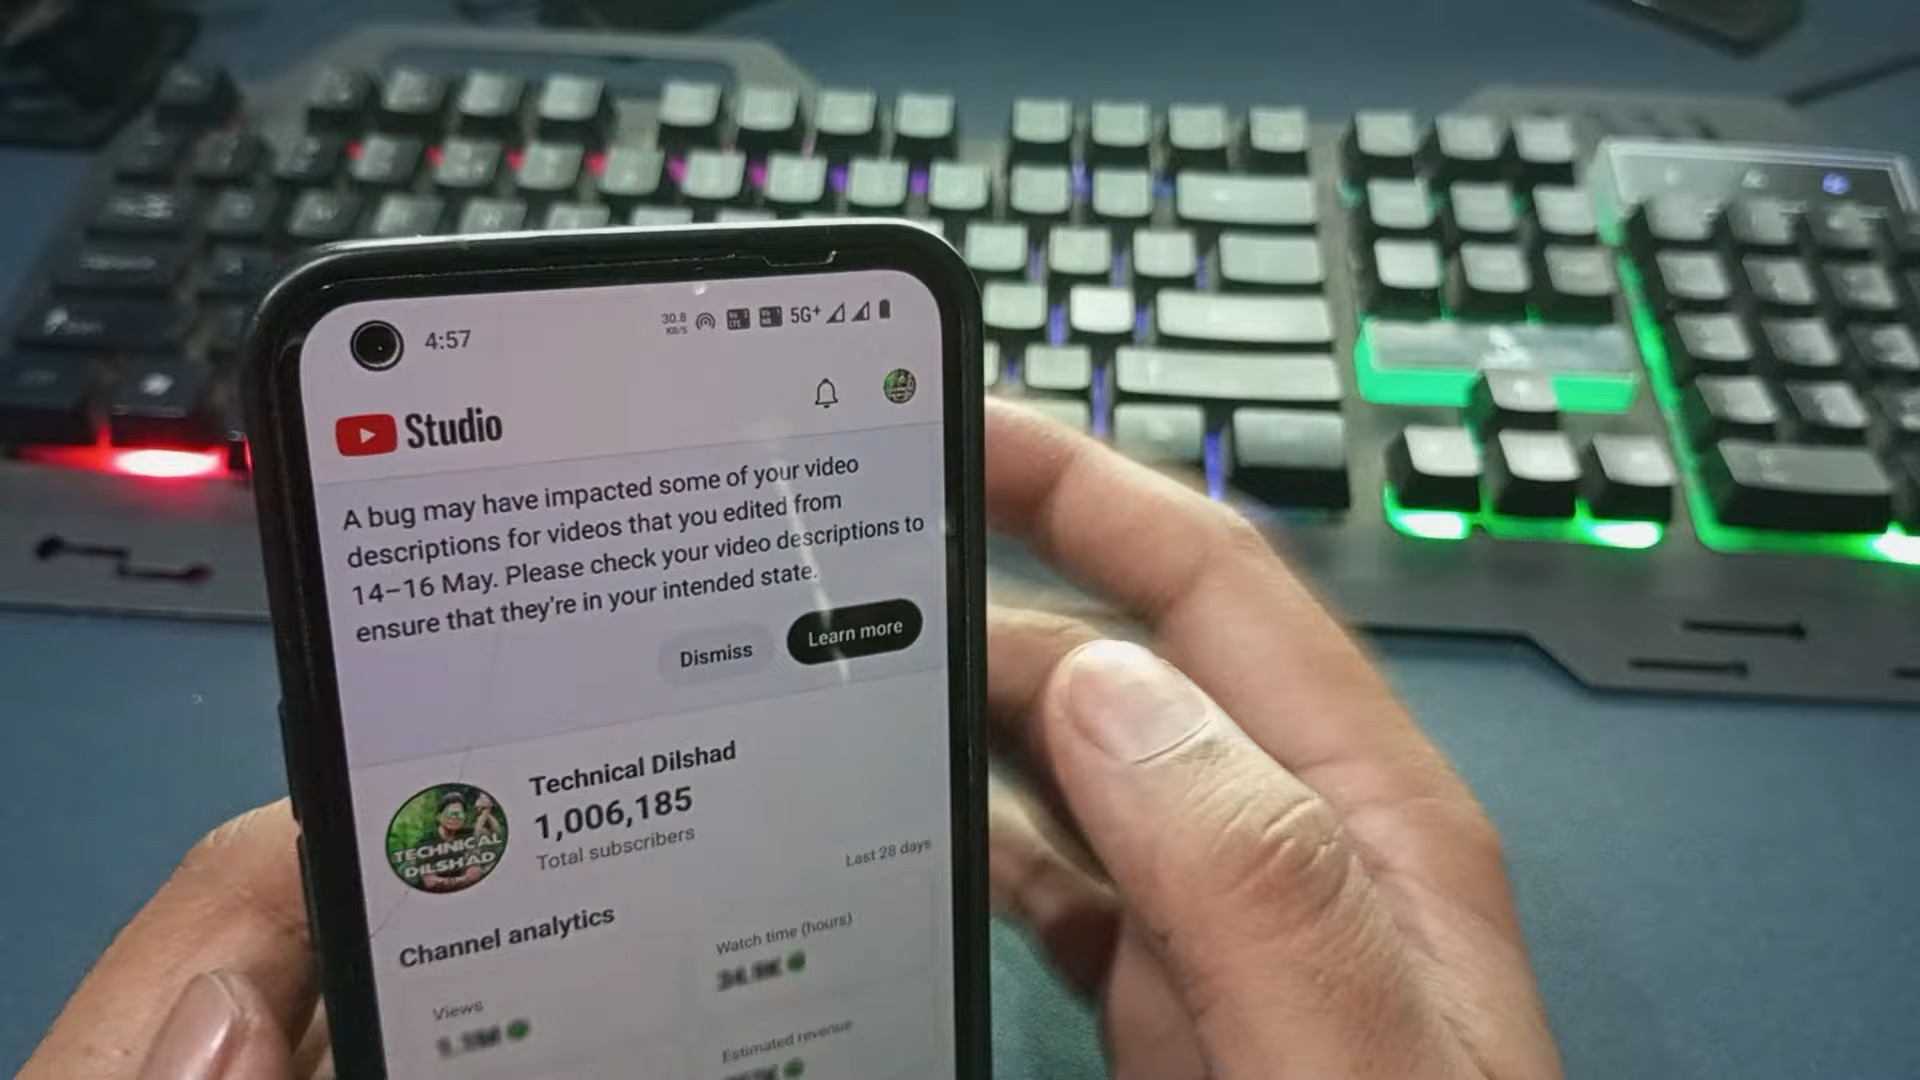 4:57
30.8
KB/S
5G+
Studio
A bug may have impacted some of your video
descriptions for videos that you edited from
14–16 May. Please check your video descriptions to
ensure that they're in your intended state.
Dismiss
Learn more
Technical Dilshad
1,006,185
Total subscribers
TECHNICAL
DILSHAD
Last 28 days
Channel analytics
Watch time (hours)
Views
Estimated revenue